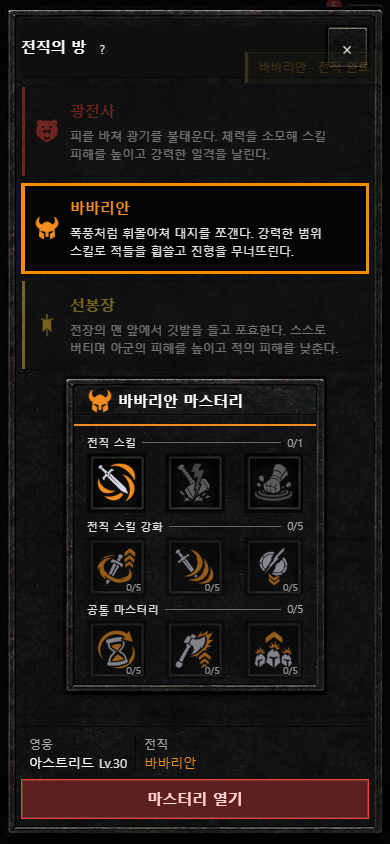 전직의 방 ?
×
바바리안 · 전직 완료
광전사
피를 바쳐 광기를 불태운다. 체력을 소모해 스킬
피해를 높이고 강력한 일격을 날린다.
바바리안
폭풍처럼 휘몰아쳐 대지를 쪼갠다. 강력한 범위
스킬로 적들을 휩쓸고 진형을 무너뜨린다.
선봉장
전장의 맨 앞에서 깃발을 들고 포효한다. 스스로
버티며 아군의 피해를 높이고 적의 피해를 낮춘다.
바바리안 마스터리
전직 스킬 0/1
전직 스킬 강화 0/5
0/5 0/5 0/5
공통 마스터리 0/5
0/5 0/5 0/5
영웅 전직
아스트리드 Lv.30 바바리안
마스터리 열기